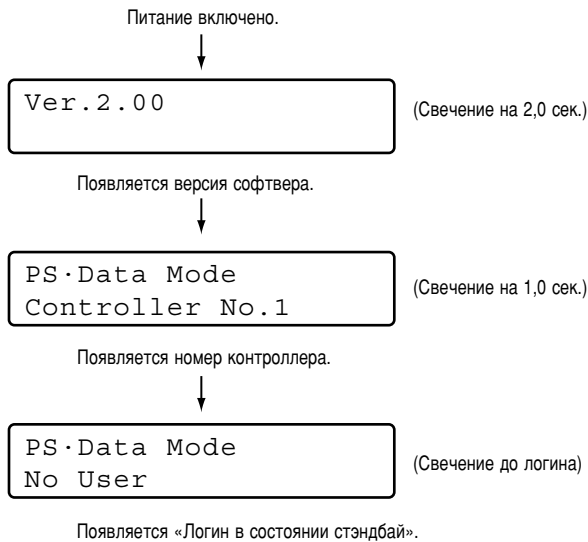 Питание включено.
Ver.2.00
(Свечение на 2,0 сек.)
Появляется версия софтвера.
PS·Data Mode
Controller No.1
(Свечение на 1,0 сек.)
Появляется номер контроллера.
PS·Data Mode
No User
(Свечение до логина)
Появляется «Логин в состоянии стэндбай».